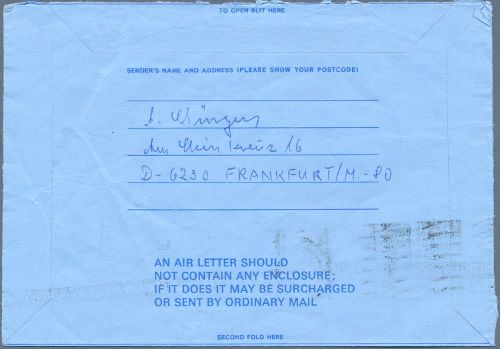 TO OPEN SLIT HERE
SENDER'S NAME AND ADDRESS (PLEASE SHOW YOUR POSTCODE)
Am 16
D-6230 FRANKFURT/M.-80
AN AIR LETTER SHOULD
NOT CONTAIN ANY ENCLOSURE;
IF IT DOES IT MAY BE SURCHARGED
OR SENT BY ORDINARY MAIL
SECOND FOLD HERE